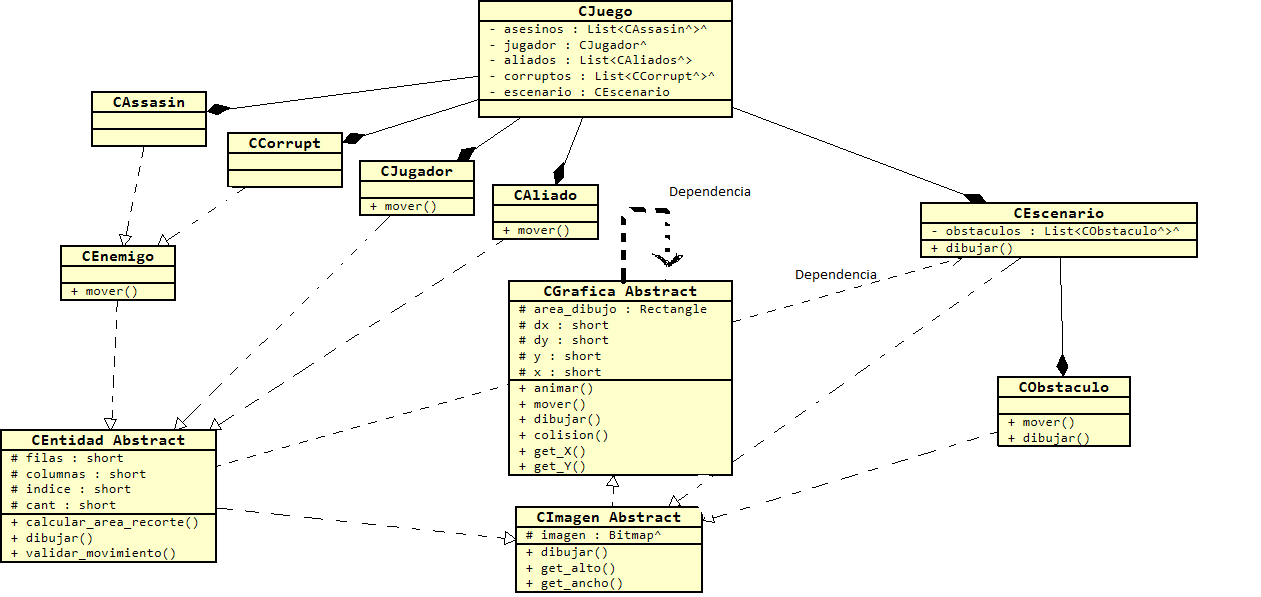 CJuego
- asesinos : List<CAssasin^>^
- jugador : CJugador^
- aliados : List<CAliados^>
- corruptos : List<CCorrupt^>^
- escenario : CEscenario
CAssasin
CCorrupt
CJugador
+ mover()
CAliado
+ mover()
Dependencia
CEscenario
- obstaculos : List<CObstaculo^>^
+ dibujar()
CEnemigo
+ mover()
Dependencia
CGrafica Abstract
# area_dibujo : Rectangle
# dx : short
# dy : short
# y : short
# x : short
+ animar()
+ mover()
+ dibujar()
+ colision()
+ get_X()
+ get_Y()
CObstaculo
+ mover()
+ dibujar()
CEntidad Abstract
# filas : short
# columnas : short
# indice : short
# cant : short
+ calcular_area_recorte()
+ dibujar()
+ validar_movimiento()
CImagen Abstract
# imagen : Bitmap^
+ dibujar()
+ get_alto()
+ get_ancho()